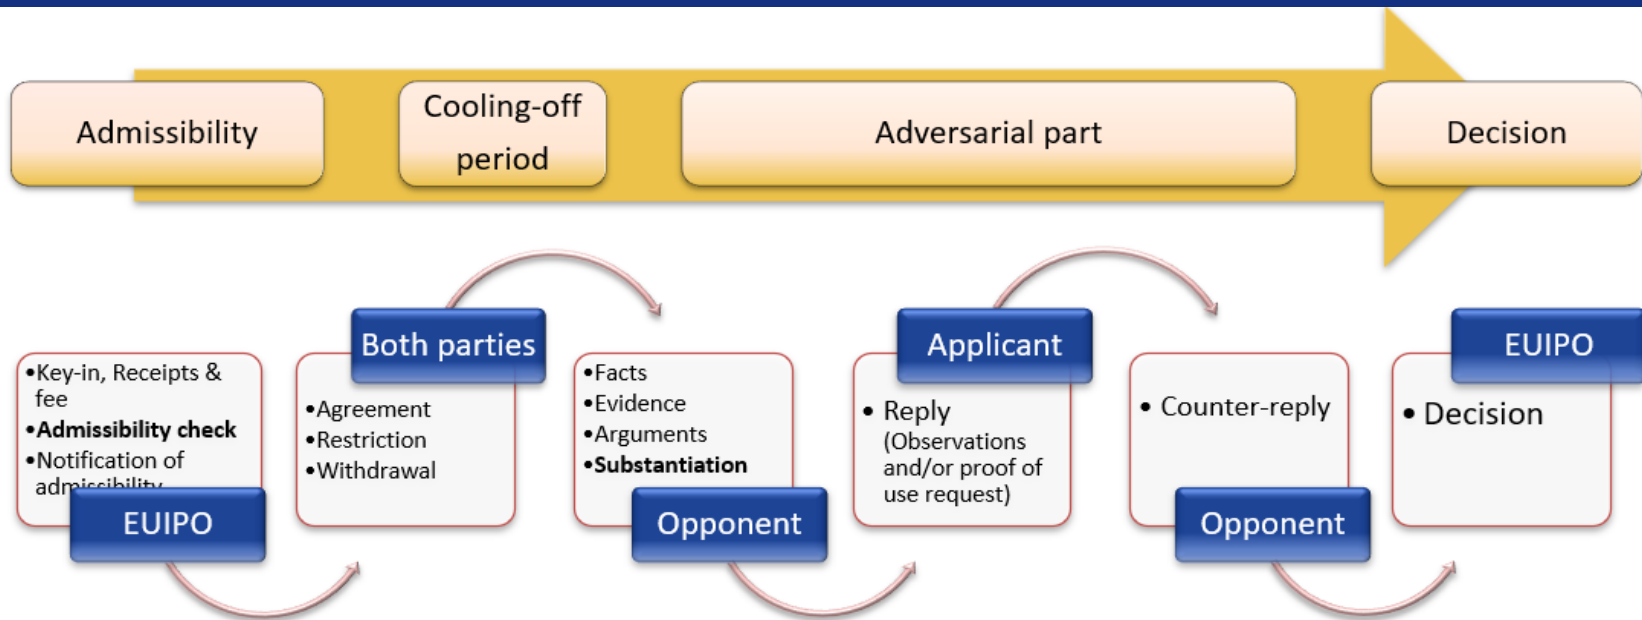 Admissibility
Cooling-off
period
Adversarial part
Decision
•Key-in, Receipts &
fee
•Admissibility check
•Notification of
admissibility
EUIPO
Both parties
•Agreement
•Restriction
•Withdrawal
•Facts
•Evidence
•Arguments
•Substantiation
Opponent
Applicant
• Reply
(Observations
and/or proof of
use request)
• Counter-reply
Opponent
EUIPO
• Decision